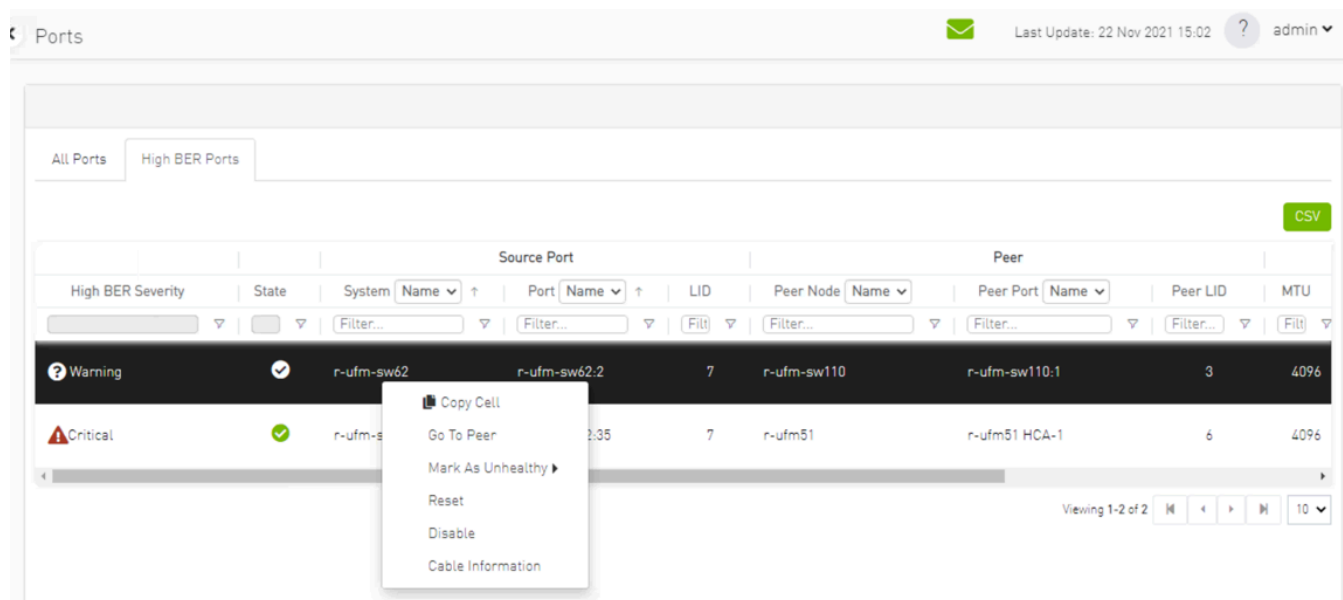 Ports
Last Update: 22 Nov 2021 15:02 ? admin
All Ports High BER Ports
CSV
Source Port Peer
High BER Severity State System Name ↑ Port Name ↑ LID Peer Node Name Peer Port Name Peer LID MTU
Filter... Filter... Filt Filter... Filter... Filter... Filt
? Warning r-ufm-sw62 r-ufm-sw62:2 7 r-ufm-sw110 r-ufm-sw110:1 3 4096
Copy Cell
Critical r-ufm-s 2:35 7 r-ufm51 r-ufm51 HCA-1 6 4096
Go To Peer
Mark As Unhealthy
Reset
Viewing 1-2 of 2 10
Disable
Cable Information